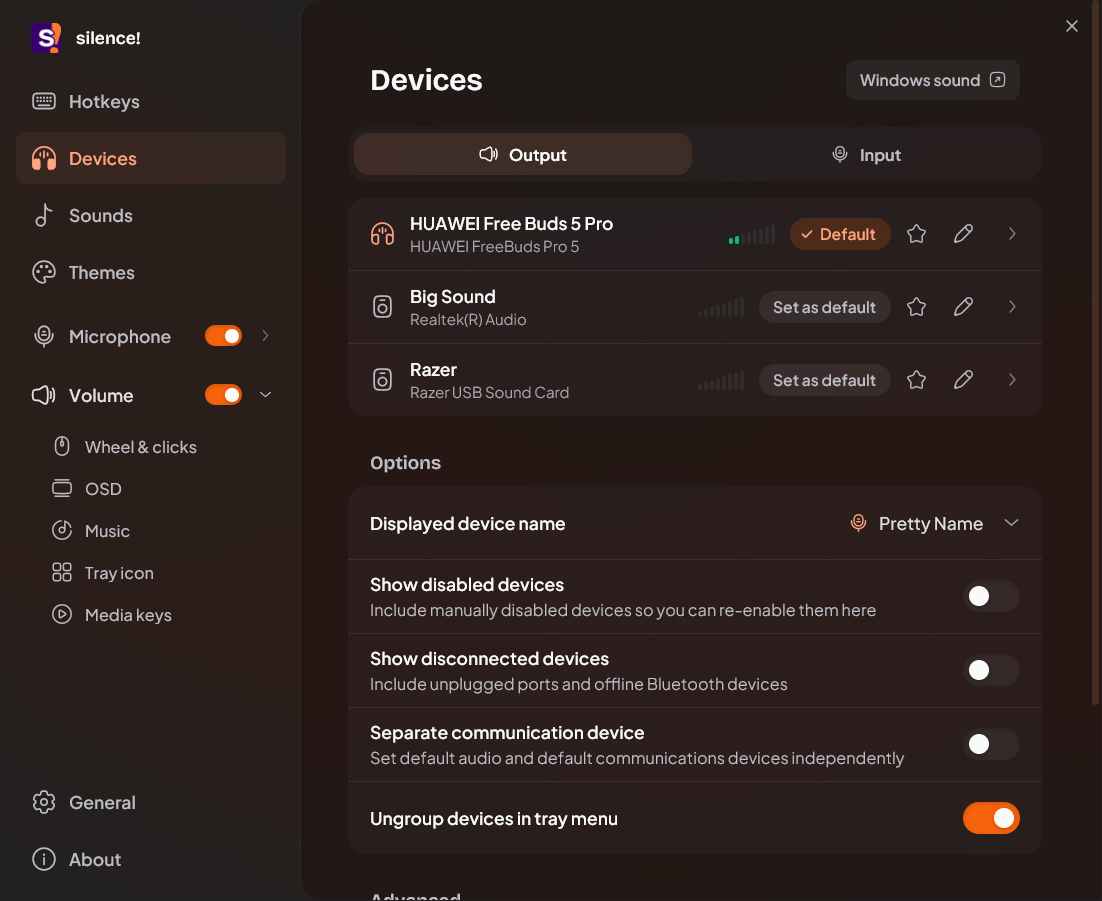 silence!
Hotkeys
Devices
Sounds
Themes
Microphone
Volume
Wheel & clicks
OSD
Music
Tray icon
Media keys
General
About
Devices
Windows sound
Output
Input
HUAWEI Free Buds 5 Pro
HUAWEI FreeBuds Pro 5
Default
Big Sound
Realtek(R) Audio
Set as default
Razer
Razer USB Sound Card
Set as default
Options
Displayed device name
Pretty Name
Show disabled devices
Include manually disabled devices so you can re-enable them here
Show disconnected devices
Include unplugged ports and offline Bluetooth devices
Separate communication device
Set default audio and default communications devices independently
Ungroup devices in tray menu
Advanced